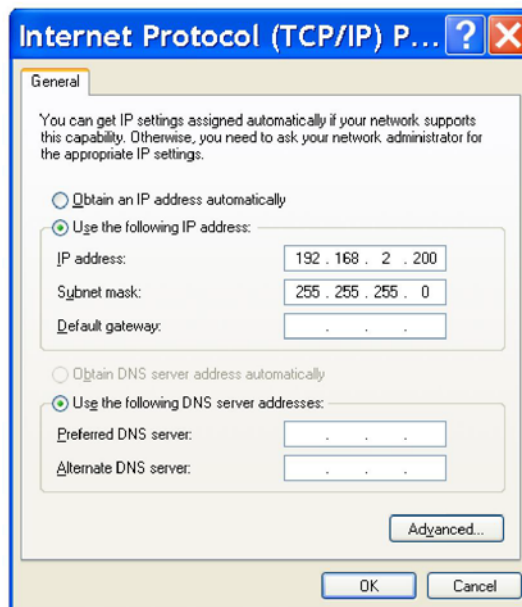 Internet Protocol (TCP/IP) P... ?
General
You can get IP settings assigned automatically if your network supports
this capability. Otherwise, you need to ask your network administrator for
the appropriate IP settings.
Obtain an IP address automatically
Use the following IP address:
IP address: 192 . 168 . 2 . 200
Subnet mask: 255 . 255 . 255 . 0
Default gateway: . . .
Obtain DNS server address automatically
Use the following DNS server addresses:
Preferred DNS server: . . .
Alternate DNS server: . . .
Advanced...
OK Cancel